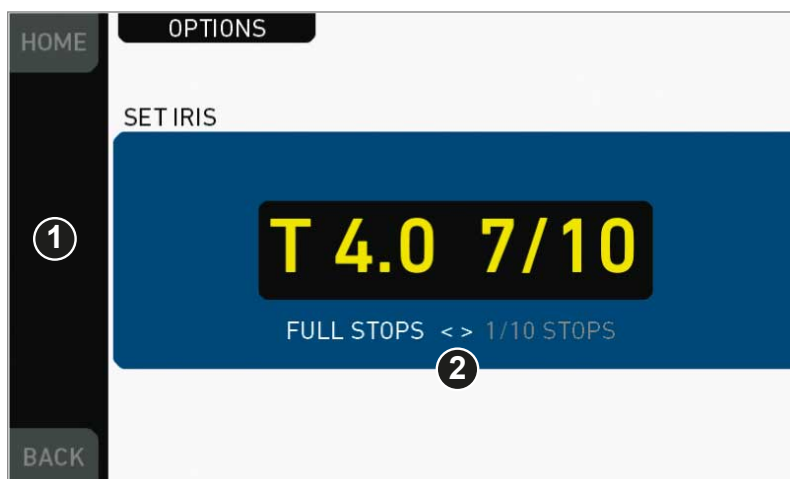 HOME
OPTIONS
SET IRIS
1
T 4.0 7/10
FULL STOPS < > 1/10 STOPS
2
BACK